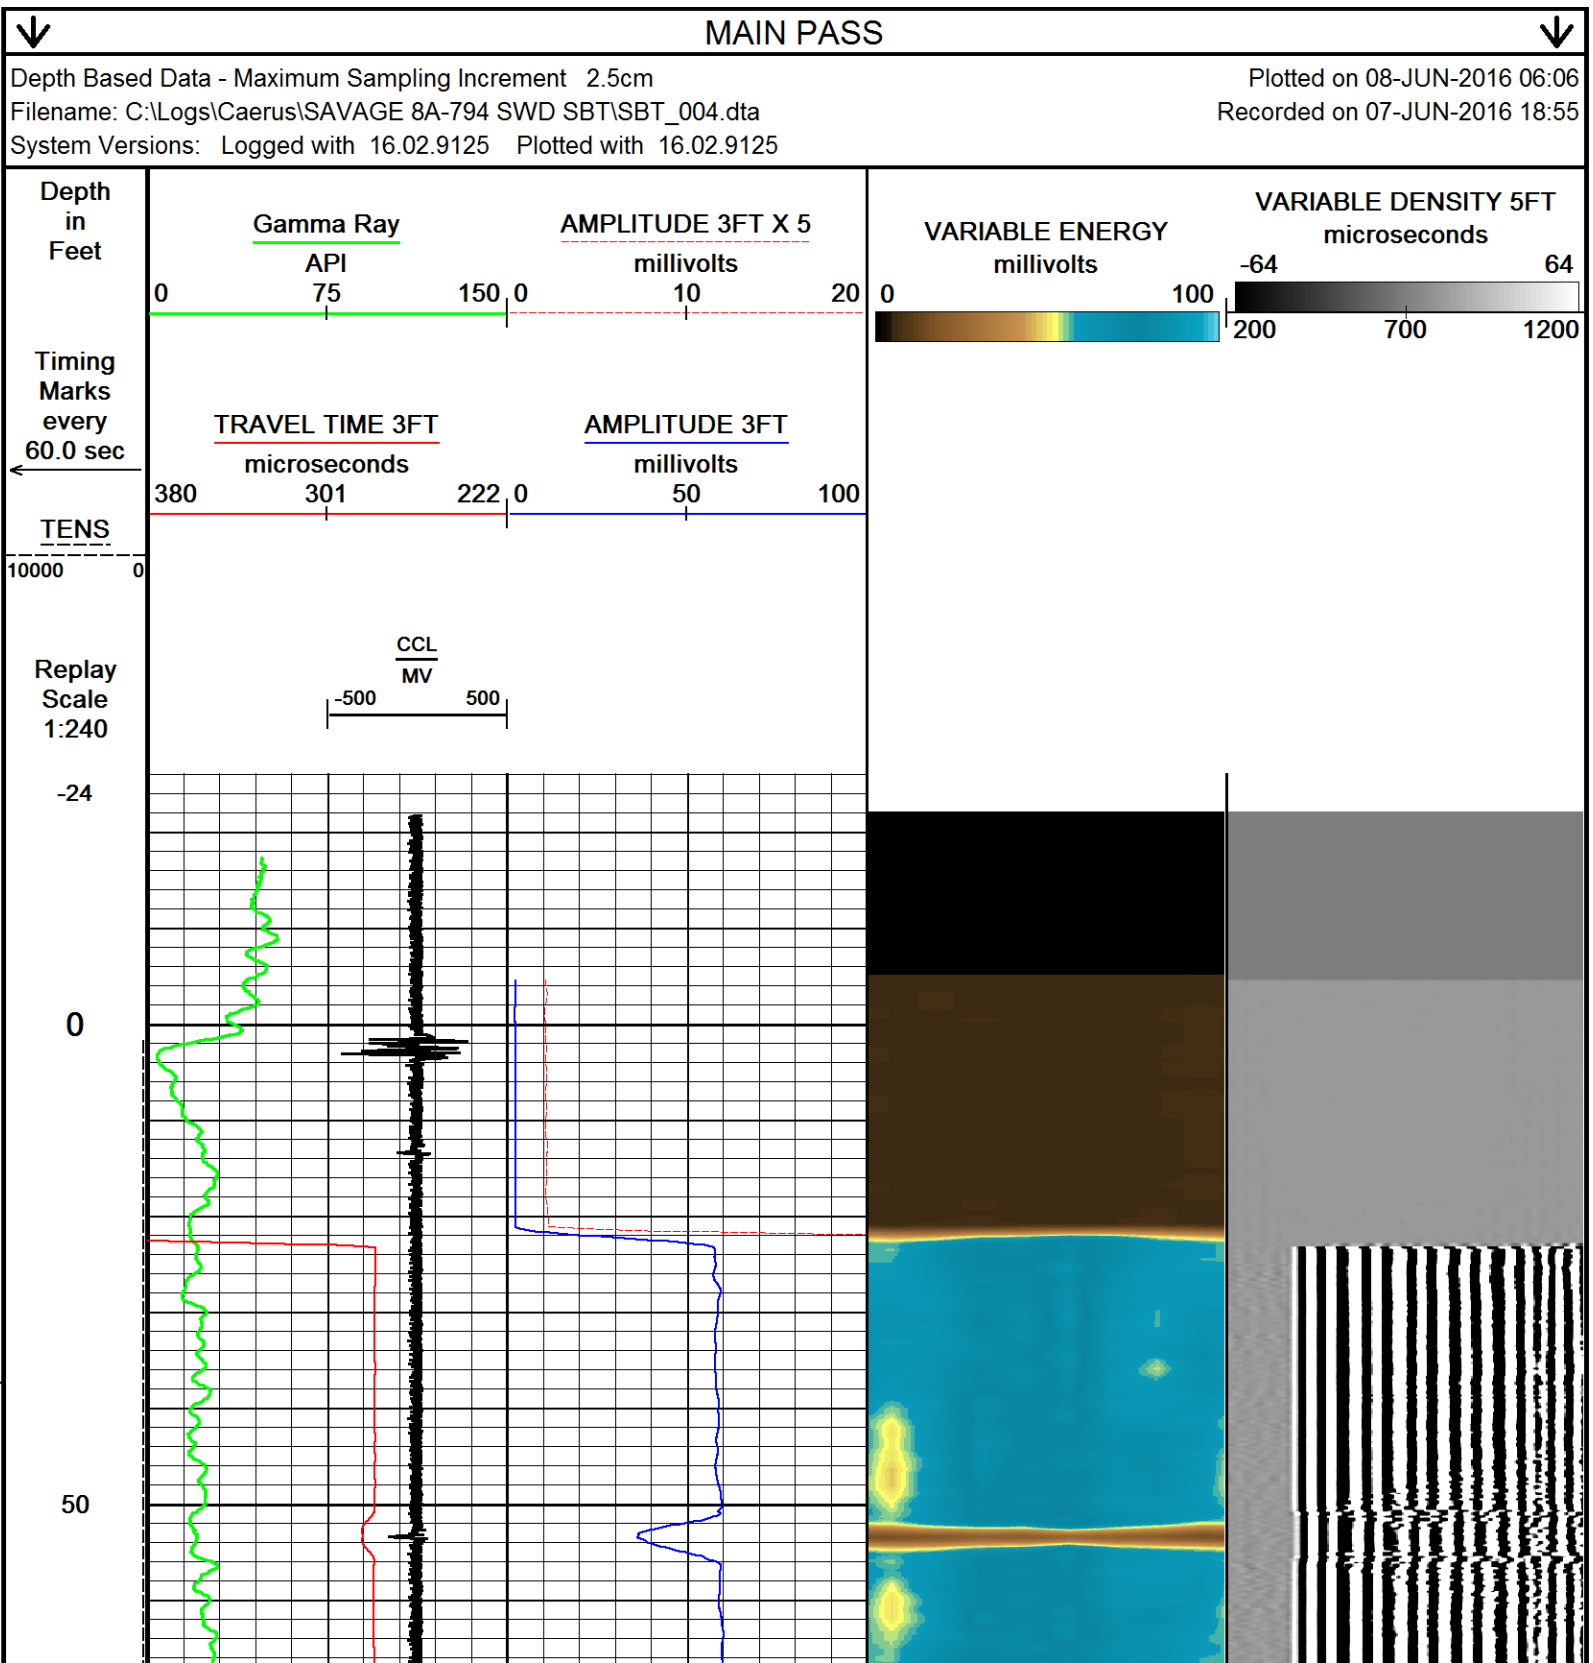 MAIN PASS
Depth Based Data - Maximum Sampling Increment 2.5cm
Plotted on 08-JUN-2016 06:06
Filename: C:\Logs\Caerus\SAVAGE 8A-794 SWD SBT\SBT_004.dta
Recorded on 07-JUN-2016 18:55
System Versions: Logged with 16.02.9125 Plotted with 16.02.9125
Depth
in
Feet
Timing
Marks
every
60.0 sec
TENS
10000 0
Replay
Scale
1:240
Gamma Ray
API
0 75 150
TRAVEL TIME 3FT
microseconds
380 301 222
CCL
MV
-500 500
AMPLITUDE 3FT X 5
millivolts
0 10 20
AMPLITUDE 3FT
millivolts
0 50 100
VARIABLE ENERGY
millivolts
0 100
VARIABLE DENSITY 5FT
microseconds
-64 64
200 700 1200
-24
0
50